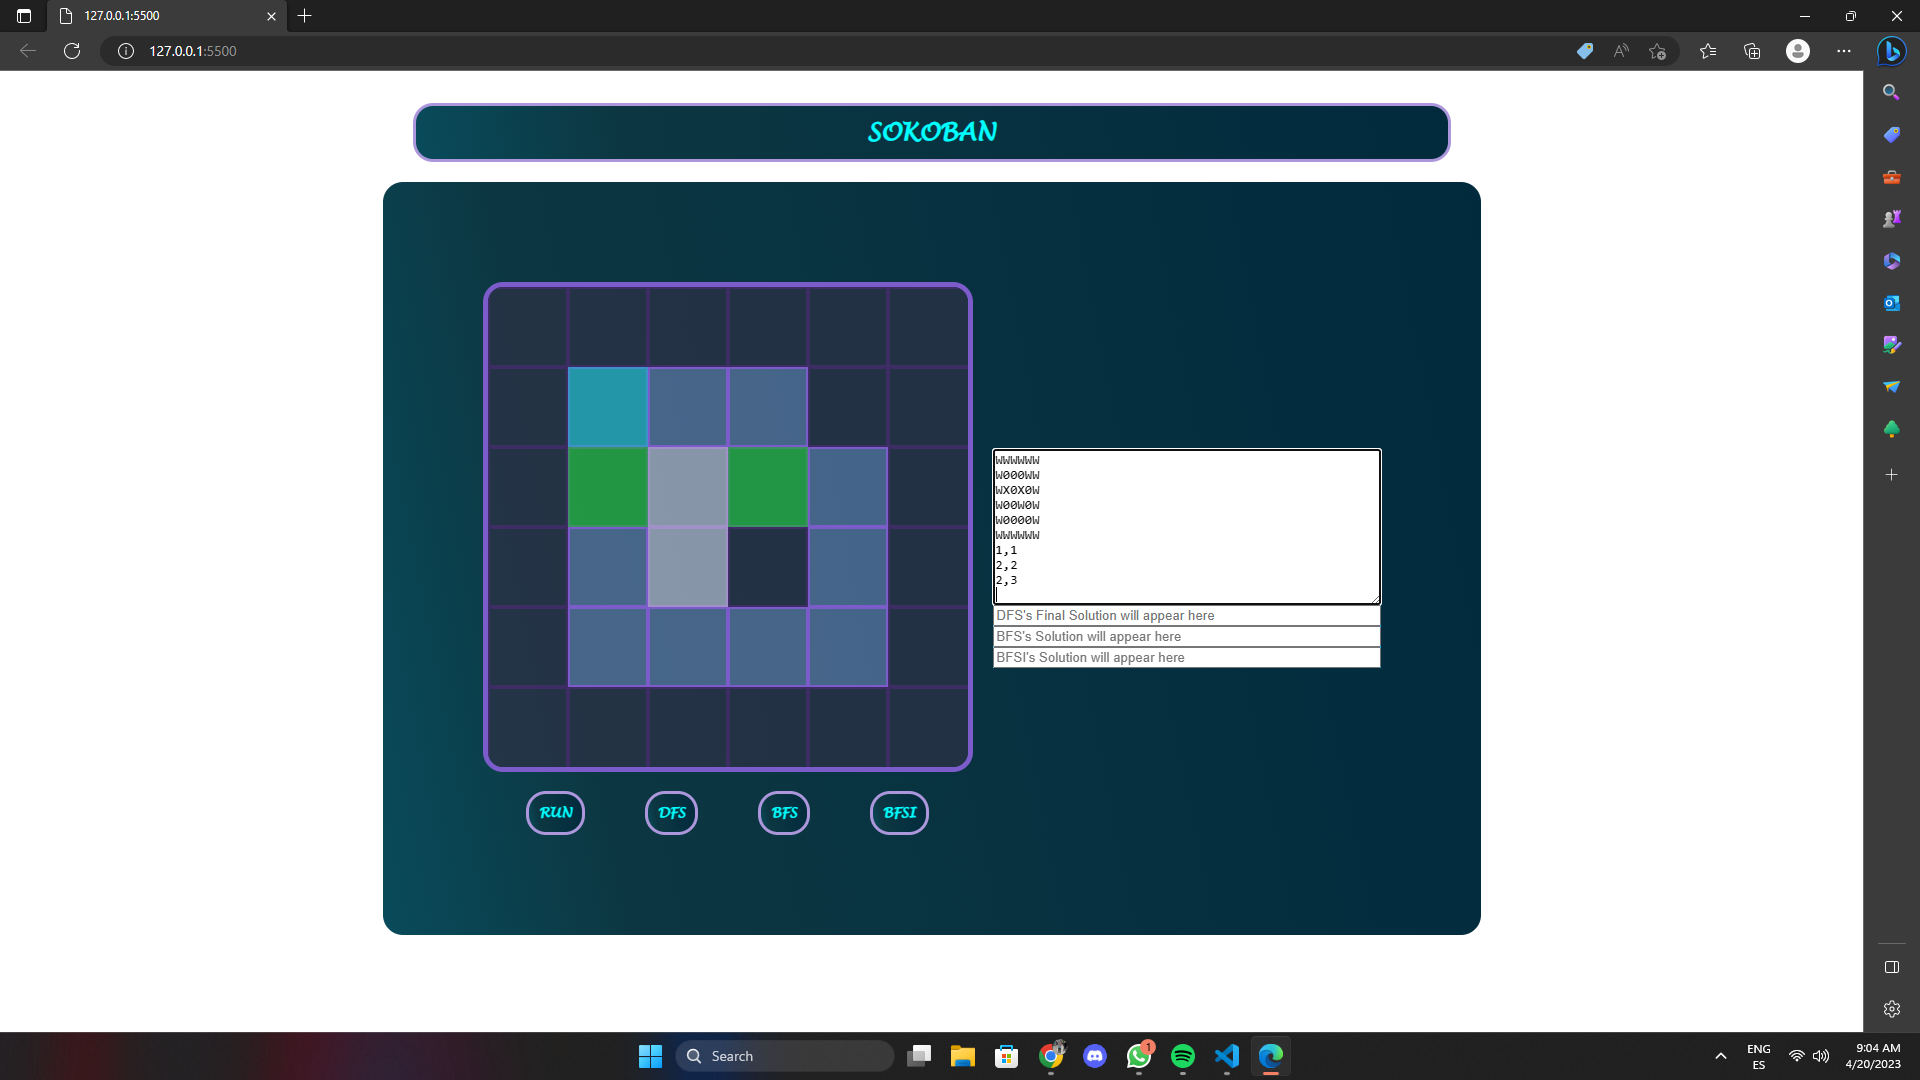 127.0.0.1:5500
127.0.0.1:5500
SOKOBAN
WWWWWW
W000WW
WX0X0W
W00W0W
W0000W
WWWWWW
1,1
2,2
2,3
DFS's Final Solution will appear here
BFS's Solution will appear here
BFSI's Solution will appear here
RUN DFS BFS BFSI
Search
1
ENG
ES
9:04 AM
4/20/2023